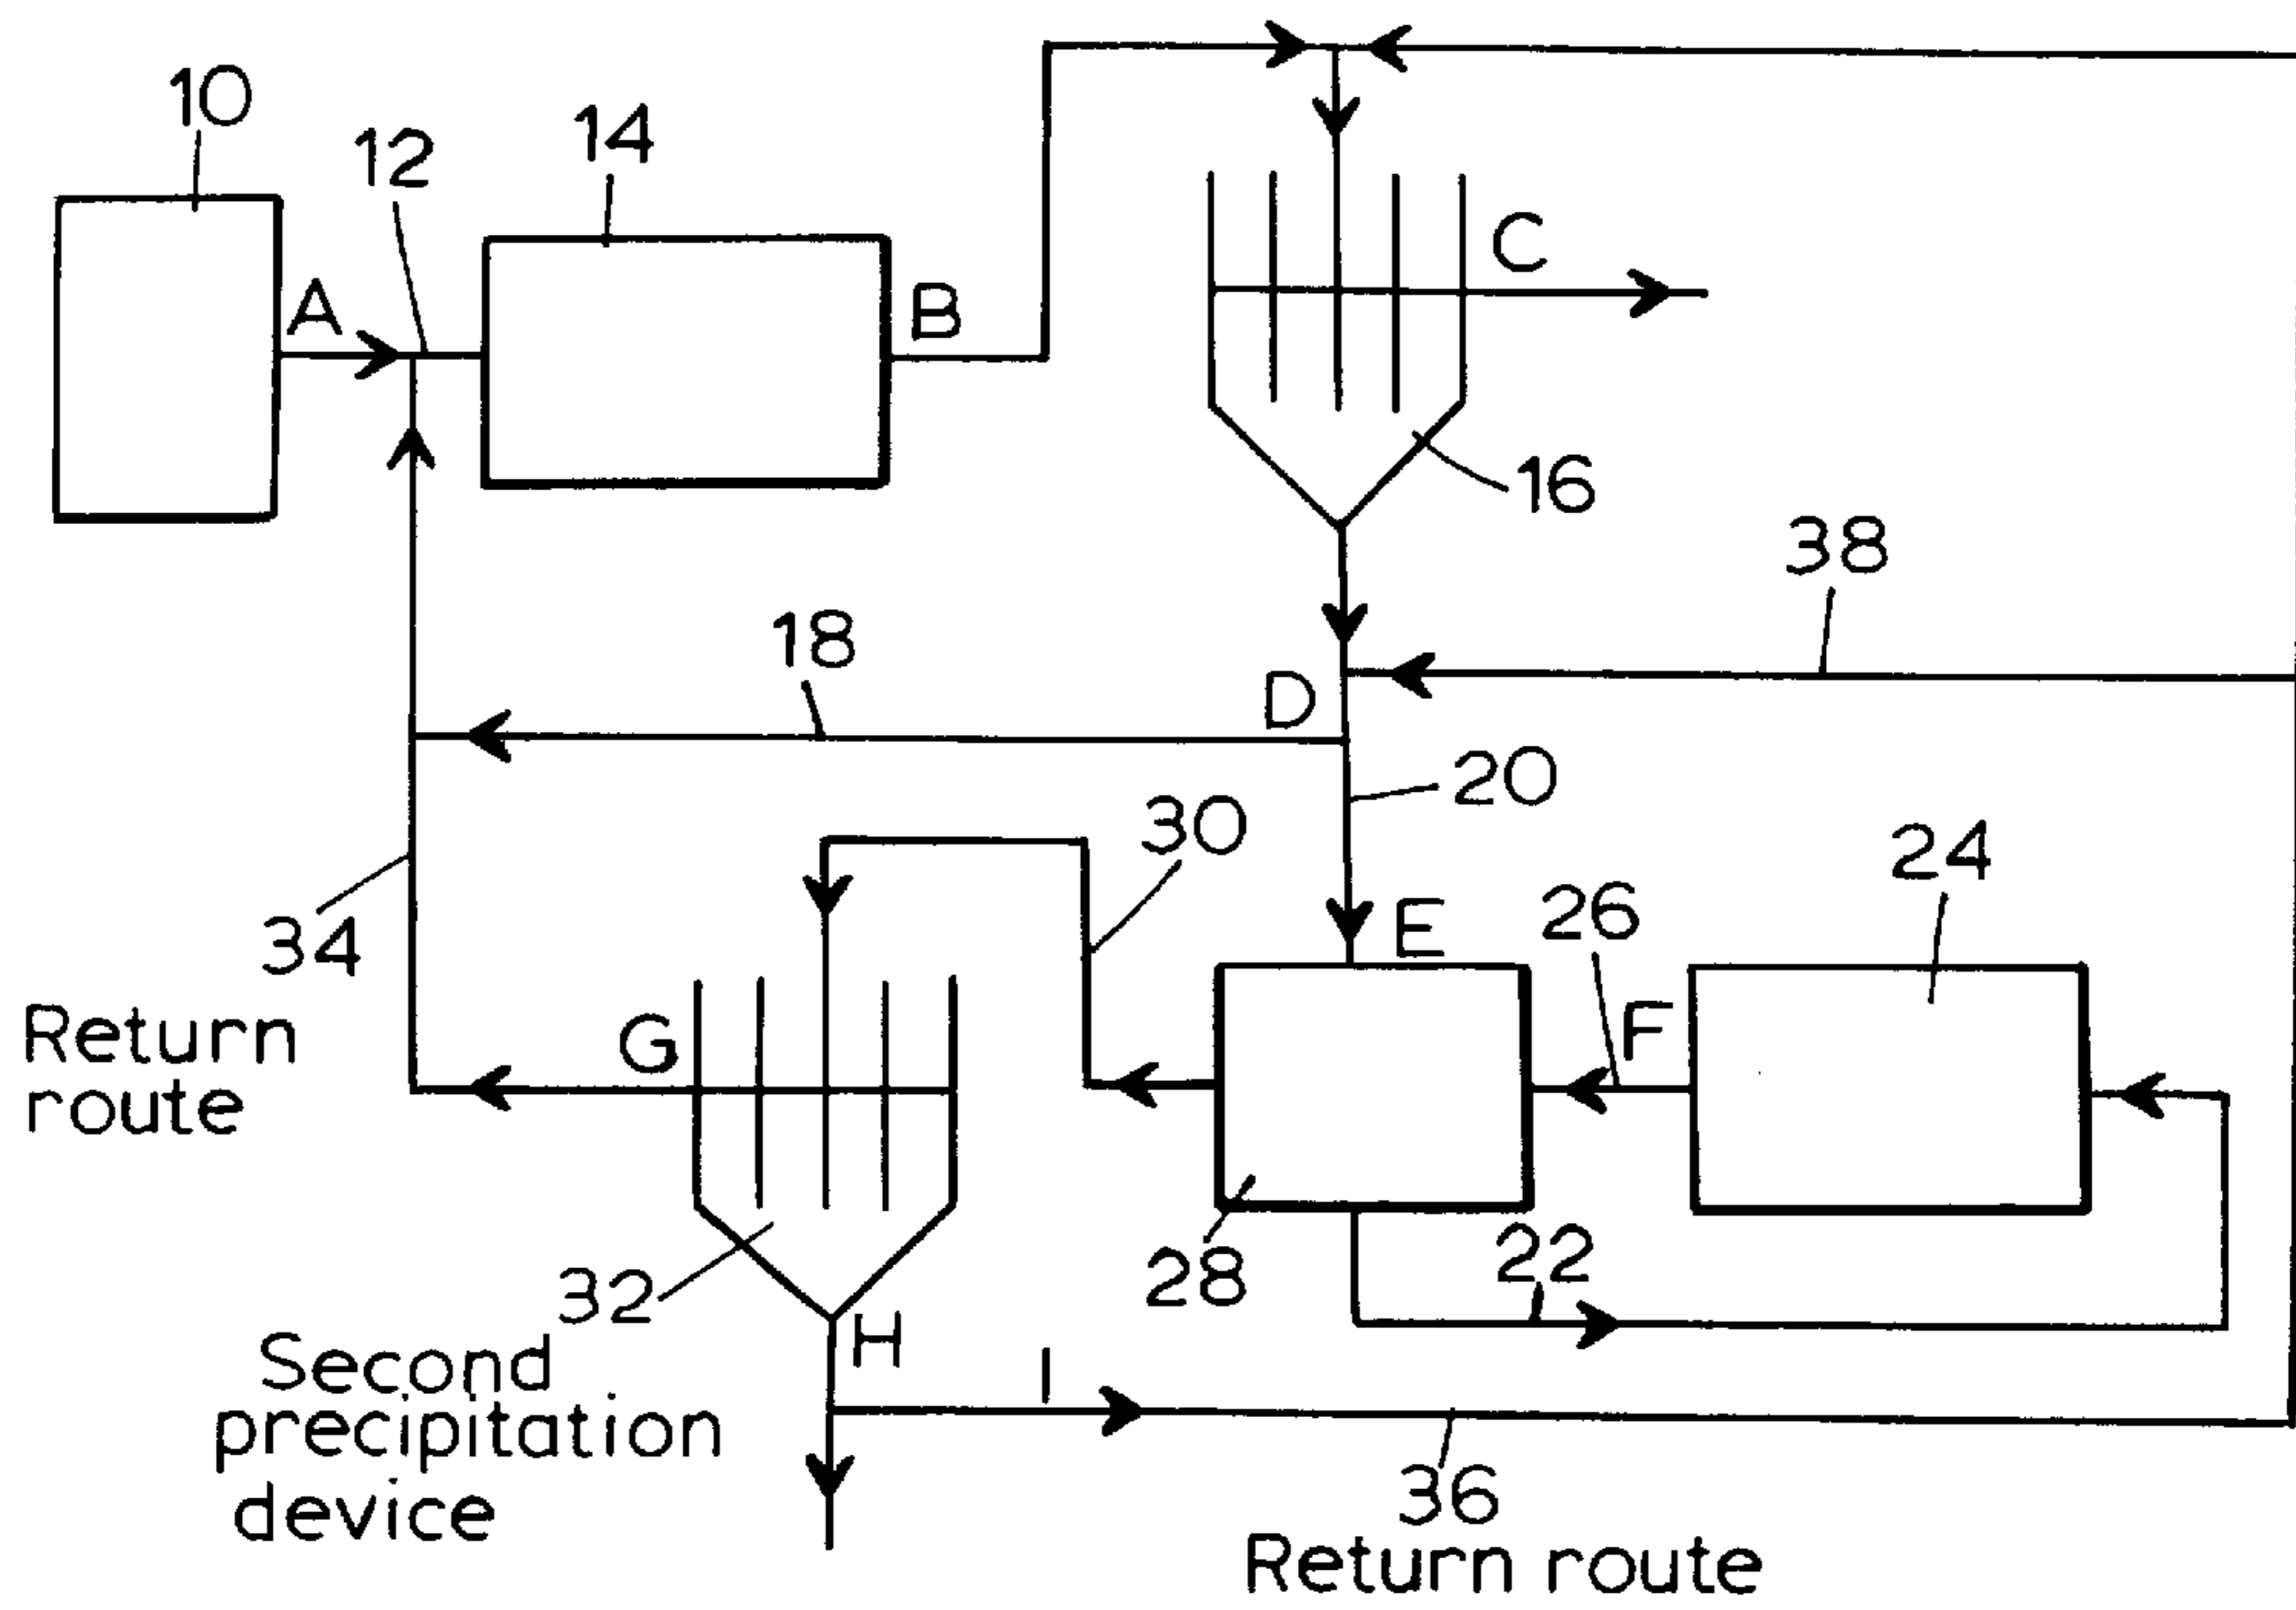 10
12
14
A
B
C
16
38
18
D
20
30
24
26
E
34
F
Return
route
G
28
22
32
H
Second
precipitation
device
I
36
Return route